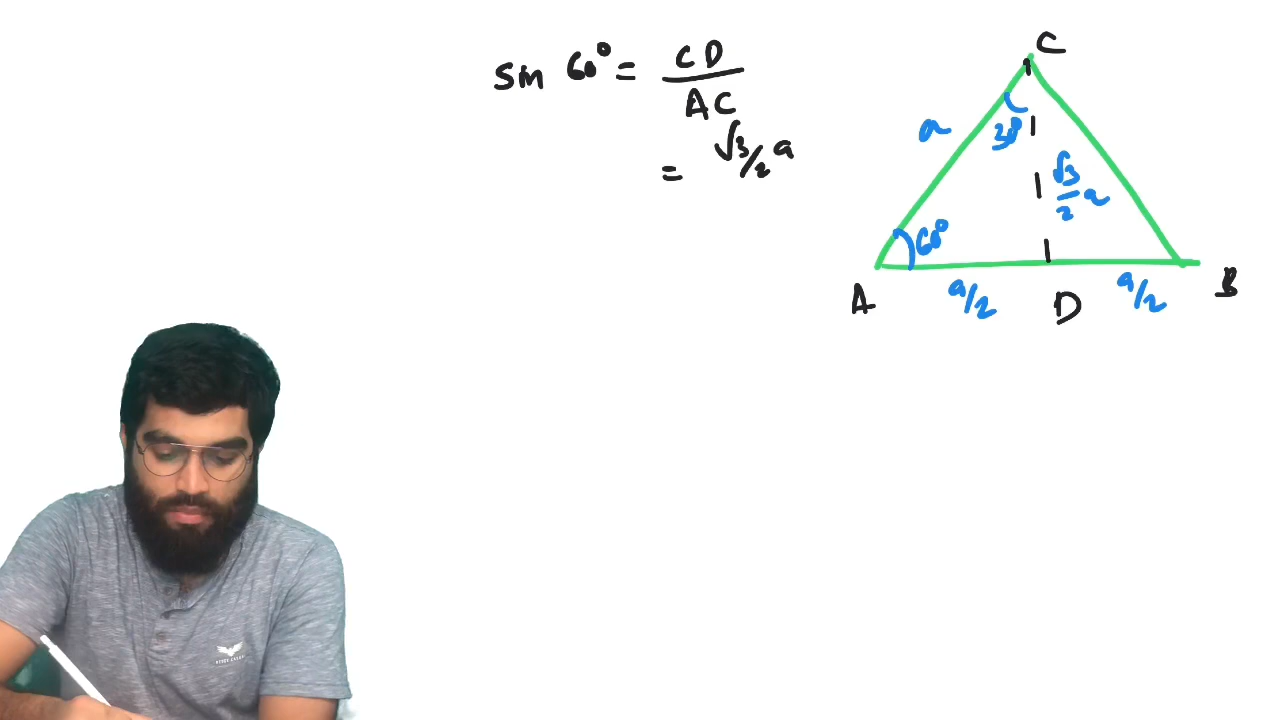 sin 60° = CD/AC
= √3/2 a
C
a
30°
√3/2 a
60°
A
a/2
D
a/2
B